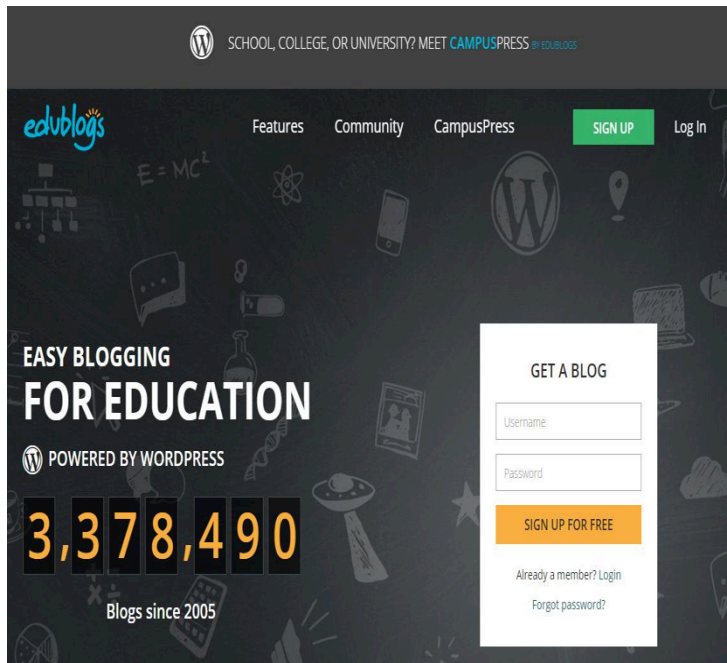 SCHOOL, COLLEGE, OR UNIVERSITY? MEET CAMPUSPRESS BY EDUBLOGS
edublogs
Features Community CampusPress SIGN UP Log In
E = MC²
EASY BLOGGING
FOR EDUCATION
POWERED BY WORDPRESS
3,378,490
Blogs since 2005
GET A BLOG
Username
Password
SIGN UP FOR FREE
Already a member? Login
Forgot password?